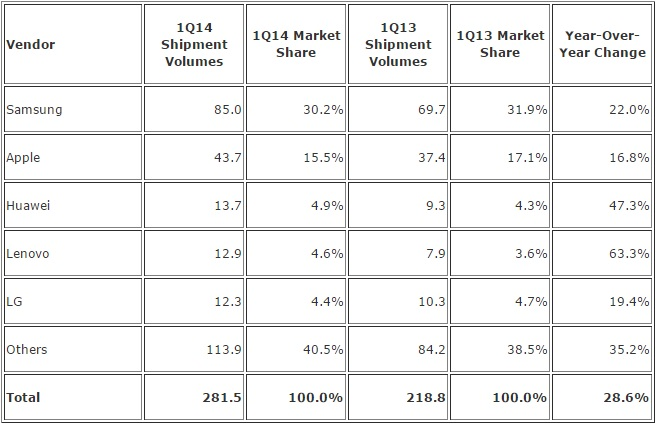 Vendor 1Q14 Shipment Volumes 1Q14 Market Share 1Q13 Shipment Volumes 1Q13 Market Share Year-Over-Year Change
Samsung 85.0 30.2% 69.7 31.9% 22.0%
Apple 43.7 15.5% 37.4 17.1% 16.8%
Huawei 13.7 4.9% 9.3 4.3% 47.3%
Lenovo 12.9 4.6% 7.9 3.6% 63.3%
LG 12.3 4.4% 10.3 4.7% 19.4%
Others 113.9 40.5% 84.2 38.5% 35.2%
Total 281.5 100.0% 218.8 100.0% 28.6%